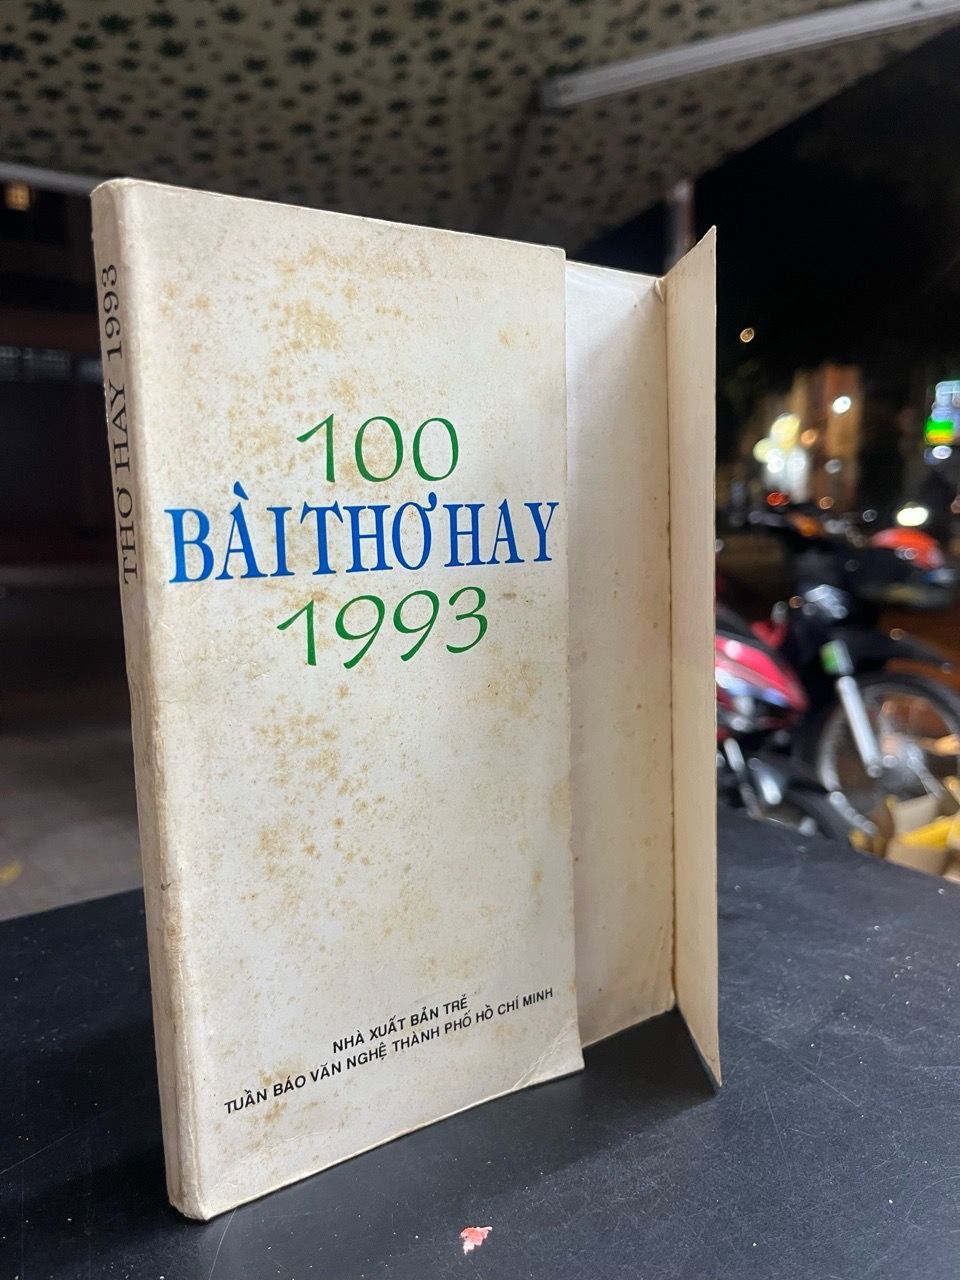 THƠ HAY 1993
100
BÀI THƠ HAY
1993
NHÀ XUẤT BẢN TRẺ
TUẦN BÁO VĂN NGHỆ THÀNH PHỐ HỒ CHÍ MINH